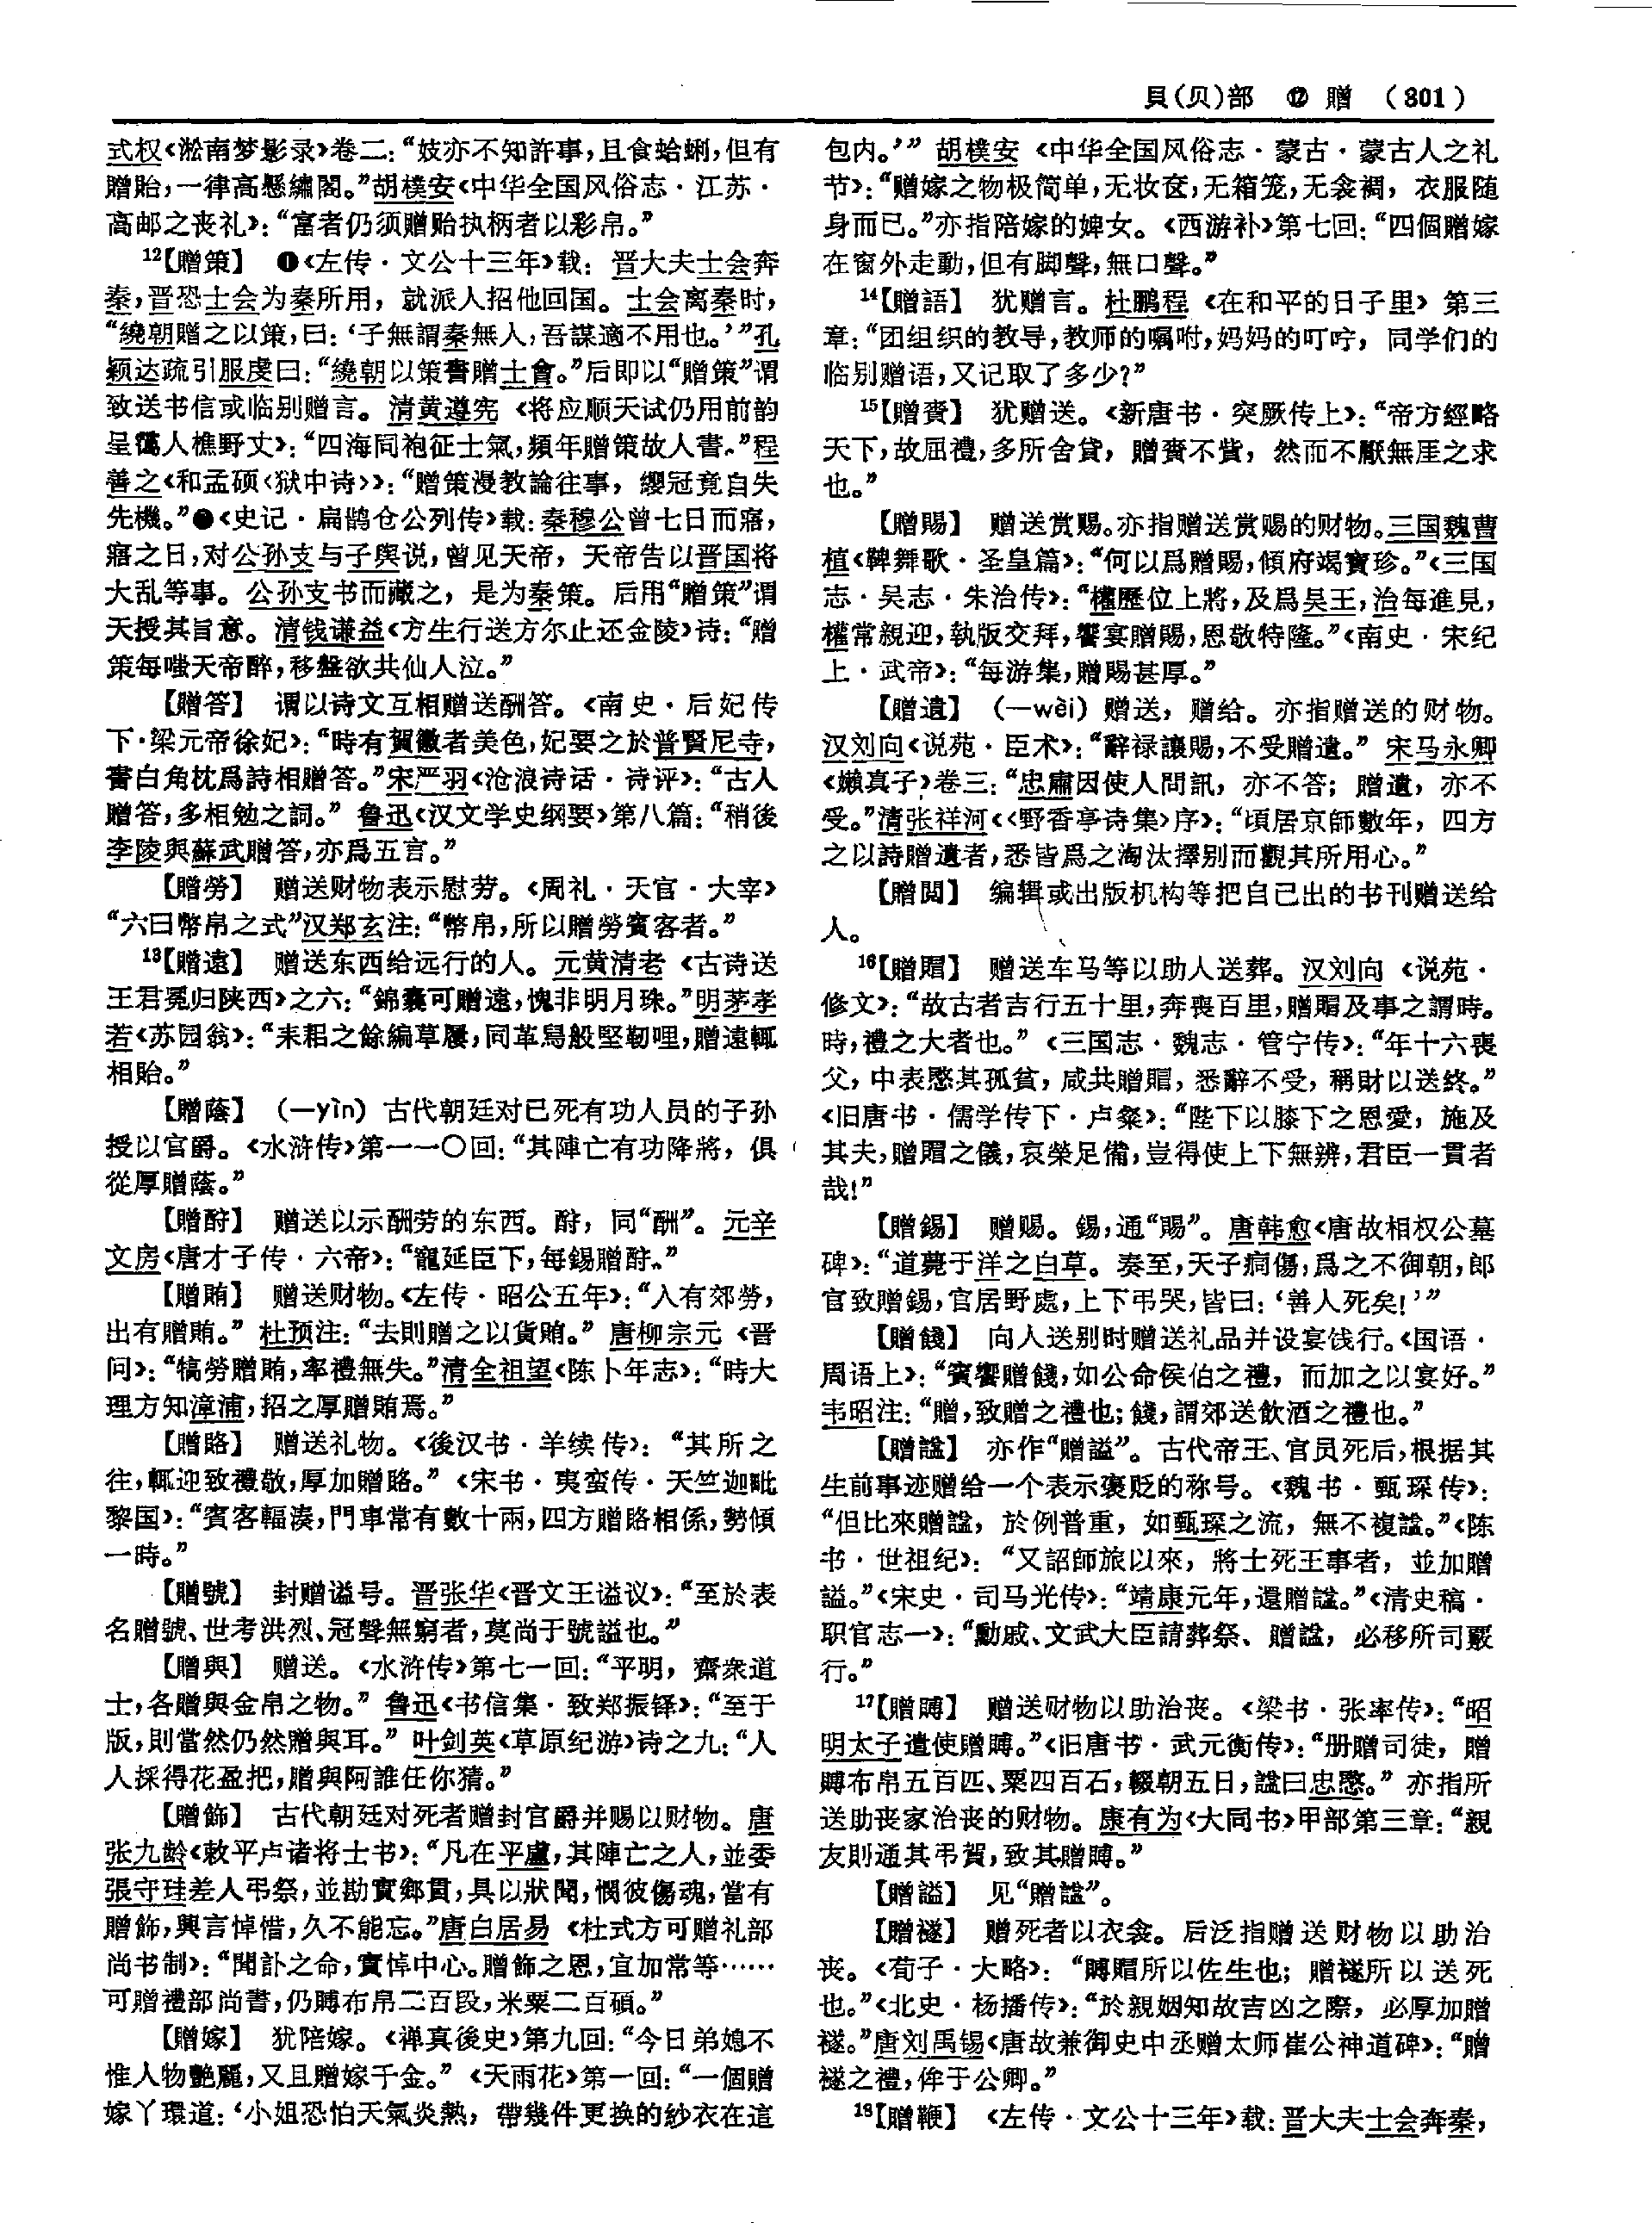 貝(贝)部 ⑫ 贈 (301)
式权《淞南梦影录》卷二：“妓亦不知許事，且食蛤蜊，但有
贈貽，一律高懸繡閣。”胡樸安《中华全国风俗志·江苏·
高邮之丧礼》：“富者仍须赠贻执柄者以彩帛。”
12【贈策】 ❶《左传·文公十三年》载：晋大夫士会奔
秦，晋恐士会为秦所用，就派人招他回国。士会离秦时，
“繞朝贈之以策，曰：‘子無謂秦無人，吾謀適不用也。’”孔
颖达疏引服虔曰：“繞朝以策書贈士會。”后即以“贈策”谓
致送书信或临别赠言。清黄遵宪《将应顺天试仍用前韵
呈霭人樵野丈》：“四海同袍征士氣，頻年贈策故人書。”程
善之《和孟硕〈狱中诗〉》：“贈策漫教論往事，纓冠竟自失
先機。”❷《史记·扁鹊仓公列传》载：秦穆公曾七日而寤，
寤之日，对公孙支与子舆说，曾见天帝，天帝告以晋国将
大乱等事。公孙支书而藏之，是为秦策。后用“赠策”谓
天授其旨意。清钱谦益《方生行送方尔止还金陵》诗：“贈
策每嗤天帝醉，移盤欲共仙人泣。”
【贈答】 谓以诗文互相赠送酬答。《南史·后妃传
下·梁元帝徐妃》：“時有賀徽者美色，妃要之於普賢尼寺，
書白角枕爲詩相贈答。”宋严羽《沧浪诗话·诗评》：“古人
贈答，多相勉之詞。” 鲁迅《汉文学史纲要》第八篇：“稍後
李陵與蘇武贈答，亦爲五言。”
【贈勞】 赠送财物表示慰劳。《周礼·天官·大宰》
“六曰幣帛之式”汉郑玄注：“幣帛，所以贈勞賓客者。”
13【贈遠】 赠送东西给远行的人。元黄清老《古诗送
王君冕归陕西》之六：“錦囊可贈遠，愧非明月珠。”明茅孝
若《苏园翁》：“耒耜之餘編草屨，同革舄般堅韌哩，贈遠輒
相貽。”
【贈蔭】 （—yìn） 古代朝廷对已死有功人员的子孙
授以官爵。《水浒传》第一一〇回：“其陣亡有功降將，俱
從厚贈蔭。”
【贈酧】 赠送以示酬劳的东西。酧，同“酬”。元辛
文房《唐才子传·六帝》：“寵延臣下，每錫贈酧。”
【贈賄】 赠送财物。《左传·昭公五年》：“入有郊勞，
出有贈賄。” 杜预注：“去則贈之以貨賄。” 唐柳宗元《晋
问》：“犒勞贈賄，率禮無失。”清全祖望《陈卜年志》：“時大
理方知漳浦，招之厚贈賄焉。”
【贈賂】 赠送礼物。《後汉书·羊续传》：“其所之
往，輒迎致禮敬，厚加贈賂。”《宋书·夷蛮传·天竺迦毗
黎国》：“賓客輻湊，門車常有數十兩，四方贈賂相係，勢傾
一時。”
【贈號】 封赠谥号。晋张华《晋文王谥议》：“至於表
名贈號、世考洪烈、冠聲無窮者，莫尚于號謚也。”
【贈與】 赠送。《水浒传》第七一回：“平明，齋衆道
士，各贈與金帛之物。” 鲁迅《书信集·致郑振铎》：“至于
版，則當然仍然贈與耳。” 叶剑英《草原纪游》诗之九：“人
人採得花盈把，贈與阿誰任你猜。”
【贈飾】 古代朝廷对死者赠封官爵并赐以财物。唐
张九龄《敕平卢诸将士书》：“凡在平盧，其陣亡之人，並委
張守珪差人弔祭，並勘實鄉貫，具以狀聞，憫彼傷魂，當有
贈飾，興言悼惜，久不能忘。”唐白居易《杜式方可赠礼部
尚书制》：“聞訃之命，實悼中心。贈飾之恩，宜加常等……
可贈禮部尚書，仍賻布帛二百段，米粟二百碩。”
【贈嫁】 犹陪嫁。《禅真後史》第九回：“今日弟媳不
惟人物艷麗，又且贈嫁千金。”《天雨花》第一回：“一個贈
嫁丫環道：‘小姐恐怕天氣炎熱，帶幾件更换的紗衣在這
包内。’” 胡樸安《中华全国风俗志·蒙古·蒙古人之礼
节》：“赠嫁之物极简单，无妆奁，无箱笼，无衾裯，衣服随
身而已。”亦指陪嫁的婢女。《西游补》第七回：“四個贈嫁
在窗外走動，但有脚聲，無口聲。”
14【贈語】 犹赠言。杜鹏程《在和平的日子里》第三
章：“团组织的教导，教师的嘱咐，妈妈的叮咛，同学们的
临别赠语，又记取了多少？”
15【贈賚】 犹赠送。《新唐书·突厥传上》：“帝方經略
天下，故屈禮，多所舍貸，贈賚不貲，然而不厭無厓之求
也。”
【贈賜】 赠送赏赐。亦指赠送赏赐的财物。三国魏曹
植《鞞舞歌·圣皇篇》：“何以爲贈賜，傾府竭寶珍。”《三国
志·吴志·朱治传》：“權歷位上將，及爲吴王，治每進見，
權常親迎，執版交拜，饗宴贈賜，恩敬特隆。”《南史·宋纪
上·武帝》：“每游集，贈賜甚厚。”
【贈遺】 （—wèi）赠送，赠给。亦指赠送的财物。
汉刘向《说苑·臣术》：“辭禄讓賜，不受贈遺。” 宋马永卿
《嬾真子》卷三：“忠肅因使人問訊，亦不答；贈遺，亦不
受。”清张祥河《〈野香亭诗集〉序》：“頃居京師數年，四方
之以詩贈遺者，悉皆爲之淘汰擇别而觀其所用心。”
【贈閲】 编辑或出版机构等把自己出的书刊赠送给
人。
16【贈賵】 赠送车马等以助人送葬。汉刘向《说苑·
修文》：“故古者吉行五十里，奔喪百里，贈賵及事之謂時。
時，禮之大者也。”《三国志·魏志·管宁传》：“年十六喪
父，中表愍其孤貧，咸共贈賵，悉辭不受，稱財以送終。”
《旧唐书·儒学传下·卢粲》：“陛下以膝下之恩愛，施及
其夫，贈賵之儀，哀榮足備，豈得使上下無辨，君臣一貫者
哉！”
【贈錫】 赠赐。錫，通“賜”。唐韩愈《唐故相权公墓
碑》：“道薨于洋之白草。奏至，天子痌傷，爲之不御朝，郎
官致贈錫，官居野處，上下弔哭，皆曰：‘善人死矣！’”
【贈餞】 向人送别时赠送礼品并设宴饯行。《国语·
周语上》：“賓饗贈餞，如公命侯伯之禮，而加之以宴好。”
韦昭注：“贈，致贈之禮也；餞，謂郊送飲酒之禮也。”
【贈諡】 亦作“贈謚”。古代帝王、官员死后，根据其
生前事迹赠给一个表示褒贬的称号。《魏书·甄琛传》：
“但比來贈諡，於例普重，如甄琛之流，無不複諡。”《陈
书·世祖纪》：“又詔師旅以來，將士死王事者，並加贈
謚。”《宋史·司马光传》：“靖康元年，還贈諡。”《清史稿·
职官志一》：“勳戚、文武大臣請葬祭、贈諡，必移所司覈
行。”
17【贈賻】 赠送财物以助治丧。《梁书·张率传》：“昭
明太子遣使贈賻。”《旧唐书·武元衡传》：“册贈司徒，贈
賻布帛五百匹、粟四百石，輟朝五日，諡曰忠愍。” 亦指所
送助丧家治丧的财物。康有为《大同书》甲部第三章：“親
友則通其弔賀，致其贈賻。”
【贈謚】 见“贈諡”。
【贈襚】 赠死者以衣衾。后泛指赠送财物以助治
丧。《荀子·大略》：“賻賵所以佐生也；贈襚所以送死
也。”《北史·杨播传》：“於親姻知故吉凶之際，必厚加贈
襚。”唐刘禹锡《唐故兼御史中丞赠太师崔公神道碑》：“贈
襚之禮，侔于公卿。”
18【贈鞭】 《左传·文公十三年》载：晋大夫士会奔秦，